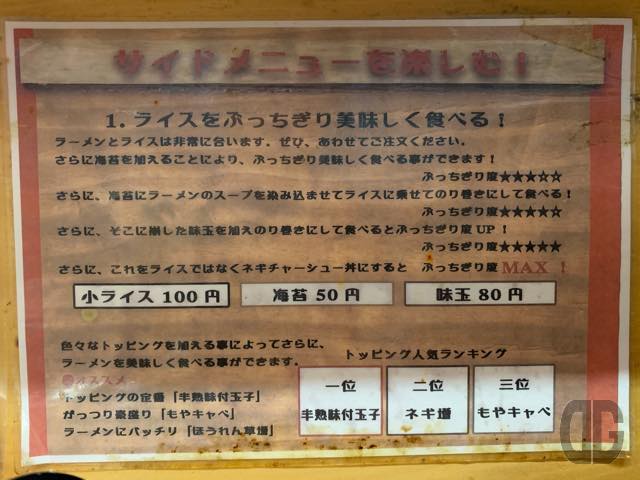 サイドメニューを楽しむ！
1. ライスをぶっちぎり美味しく食べる！
ラーメンとライスは非常に合います。ぜひ、あわせてご注文ください。
さらに海苔を加えることにより、ぶっちぎり美味しく食べる事ができます！
ぶっちぎり度★★★☆☆
さらに、海苔にラーメンのスープを染み込ませてライスに乗せてのり巻きにして食べる！
ぶっちぎり度★★★★☆
さらに、そこに崩した味玉を加えのり巻きにして食べるとぶっちぎり度UP！
ぶっちぎり度★★★★★
さらに、これをライスではなくネギチャーシュー丼にすると ぶっちぎり度MAX！
小ライス 100 円 海苔 50 円 味玉 80 円
色々なトッピングを加える事によってさらに、
ラーメンを美味しく食べる事ができます。
オススメ
トッピングの定番「半熟味付玉子」
がっつり豪盛り「もやキャベ」
ラーメンにバッチリ「ほうれん草増」
トッピング人気ランキング
一位 二位 三位
半熟味付玉子 ネギ増 もやキャベ
DG